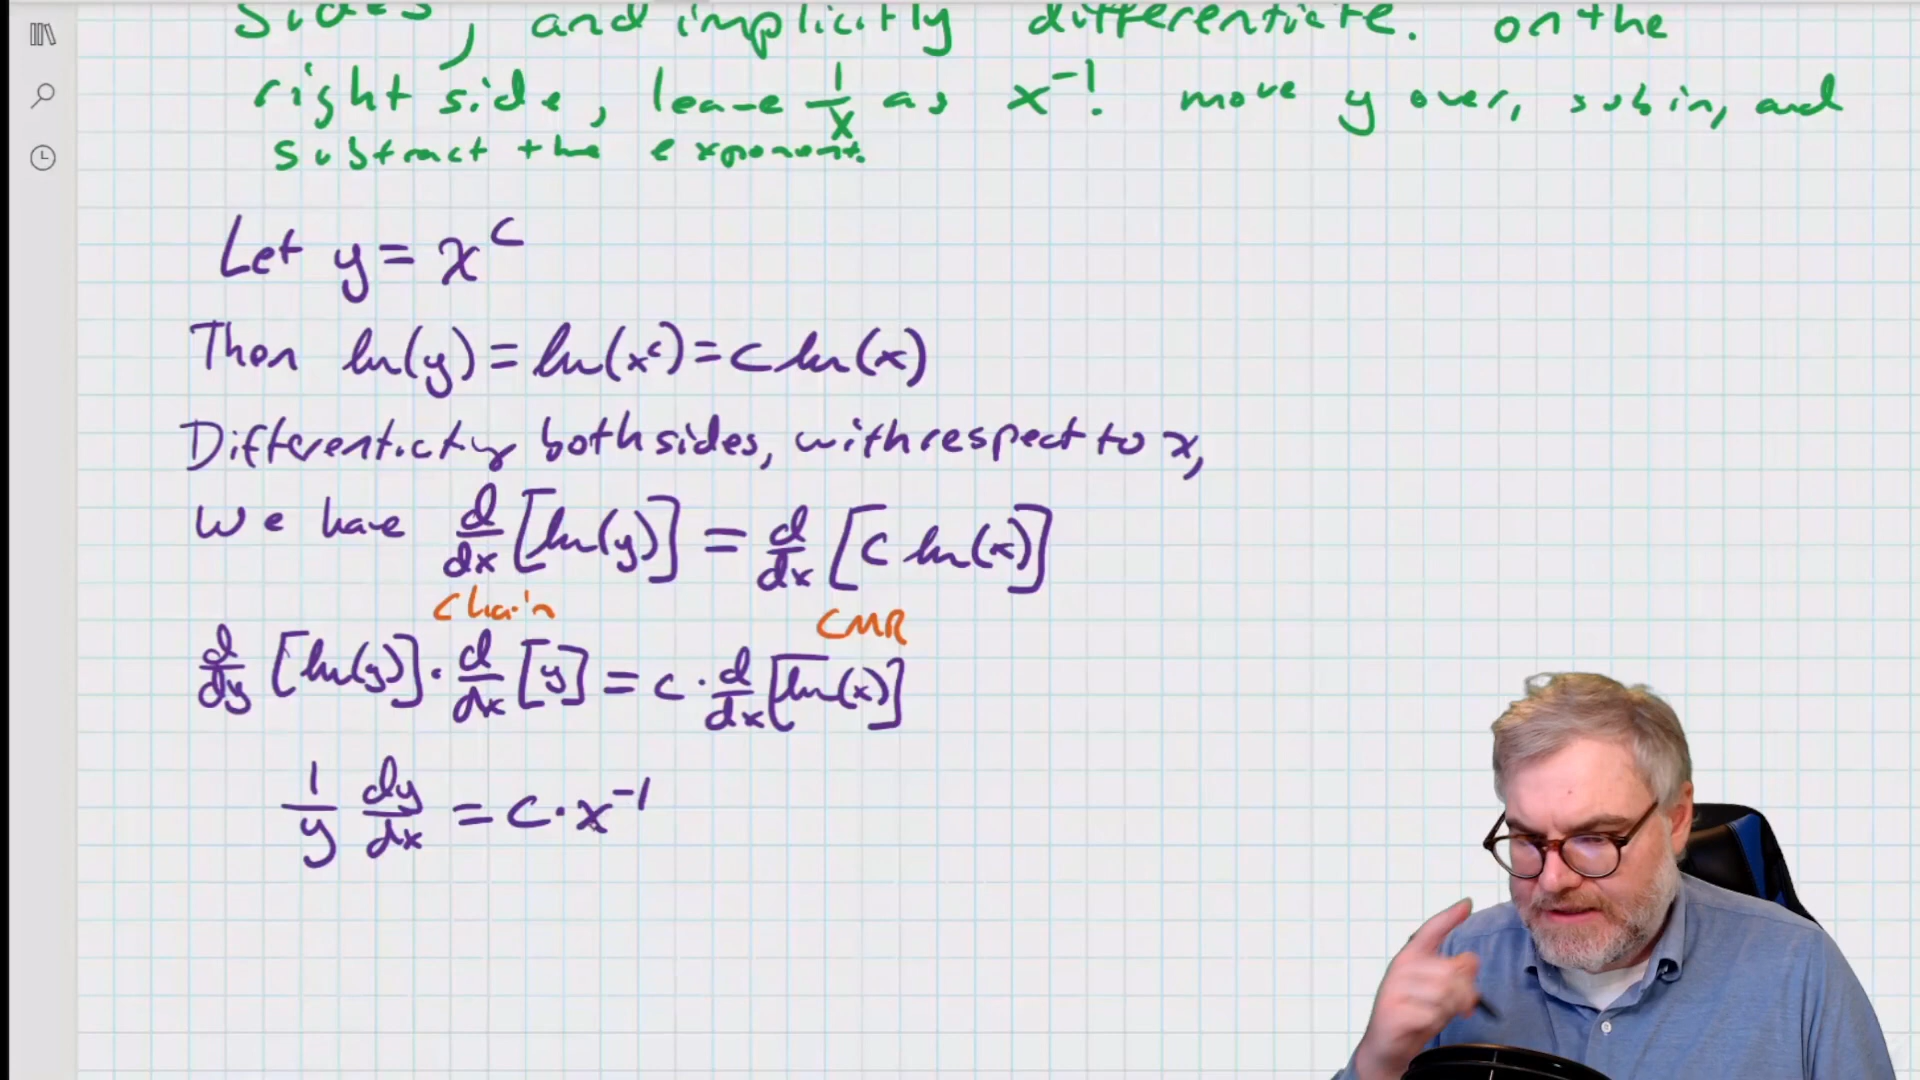 sides, and implicitly differentiate. on the
right side, leave 1/x as x⁻¹. move y over, sub in, and
subtract the exponent.
Let y = x^c
Then ln(y) = ln(x^c) = c ln(x)
Differentiating both sides, with respect to x,
we have d/dx [ln(y)] = d/dx [c ln(x)]
chain CMR
d/dy [ln(y)] · d/dx [y] = c · d/dx [ln(x)]
1/y dy/dx = c · x⁻¹